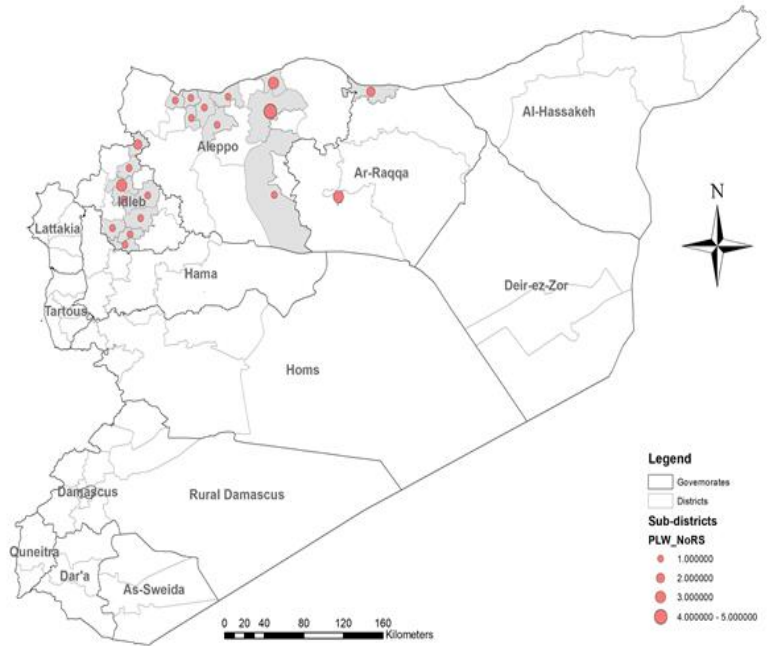 N
Al-Hassakeh
Aleppo
Ar-Raqqa
Idleb
Lattakia
Hama
Deir-ez-Zor
Tartous
Homs
Legend
Governorates
Districts
Sub-districts
PLW_NoRS
1.000000
2.000000
3.000000
4.000000 - 5.000000
Damascus
Rural Damascus
Quneitra
Dar'a
As-Sweida
0 20 40 80 120 160
Kilometers